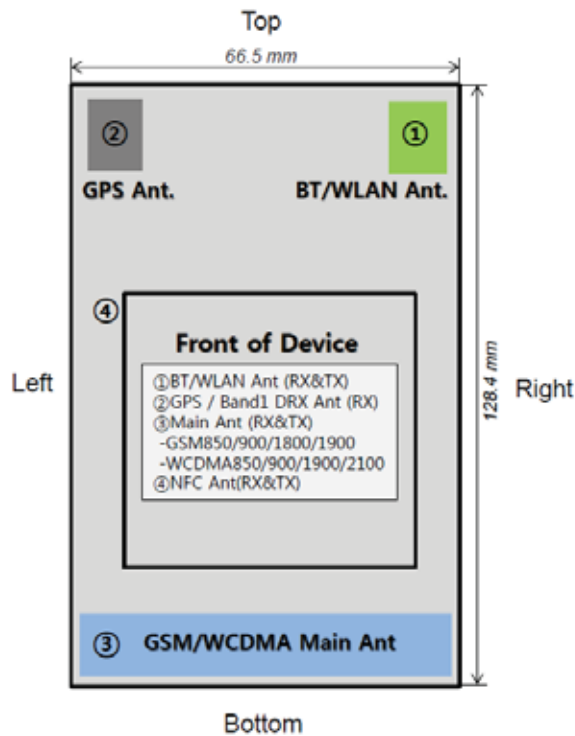 Top
66.5 mm
② ①
GPS Ant. BT/WLAN Ant.
④
Front of Device
①BT/WLAN Ant (RX&TX)
②GPS / Band1 DRX Ant (RX)
③Main Ant (RX&TX)
-GSM850/900/1800/1900
-WCDMA850/900/1900/2100
④NFC Ant(RX&TX)
Left
Right
128.4 mm
③ GSM/WCDMA Main Ant
Bottom